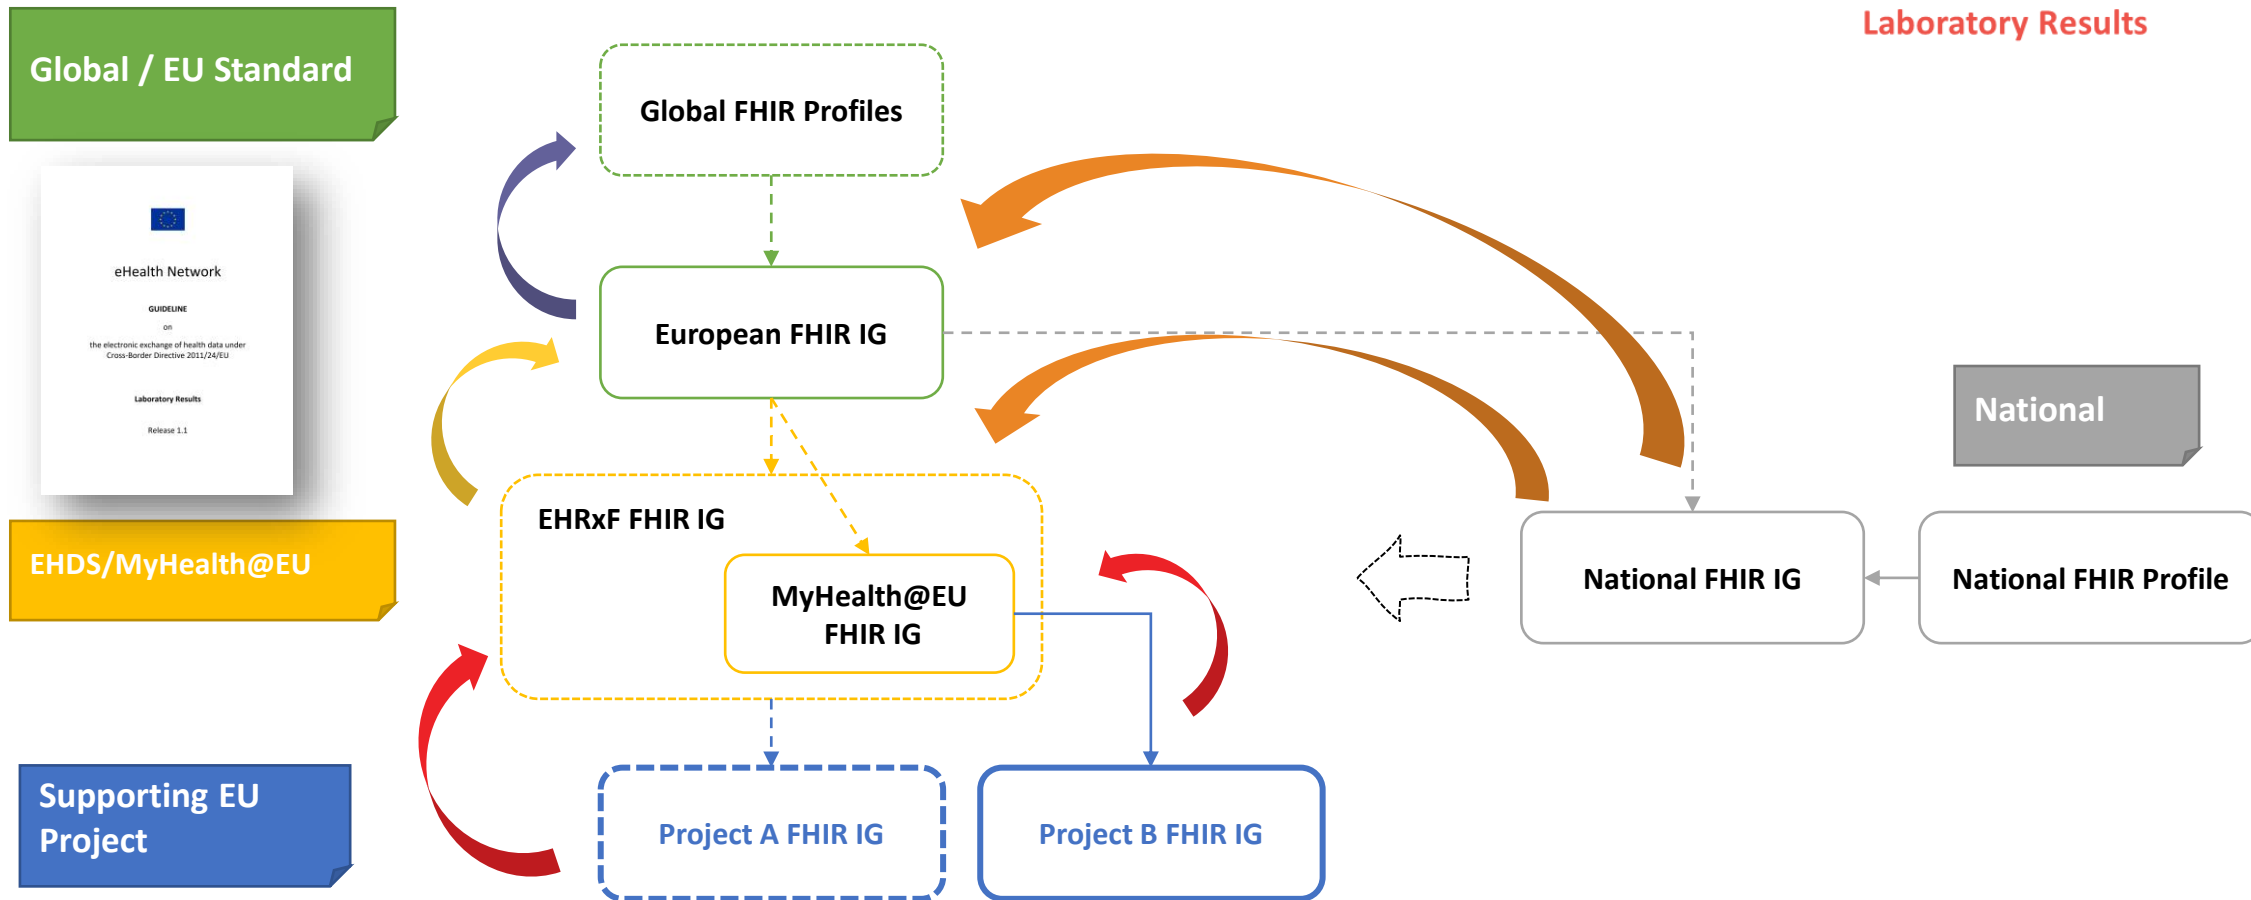 Laboratory Results
Global / EU Standard
Global FHIR Profiles
eHealth Network
GUIDELINE
on
the electronic exchange of health data under
Cross-Border Directive 2011/24/EU
Laboratory Results
Release 1.1
European FHIR IG
National
EHDS/MyHealth@EU
EHRxF FHIR IG
MyHealth@EU
FHIR IG
National FHIR IG
National FHIR Profile
Supporting EU
Project
Project A FHIR IG
Project B FHIR IG